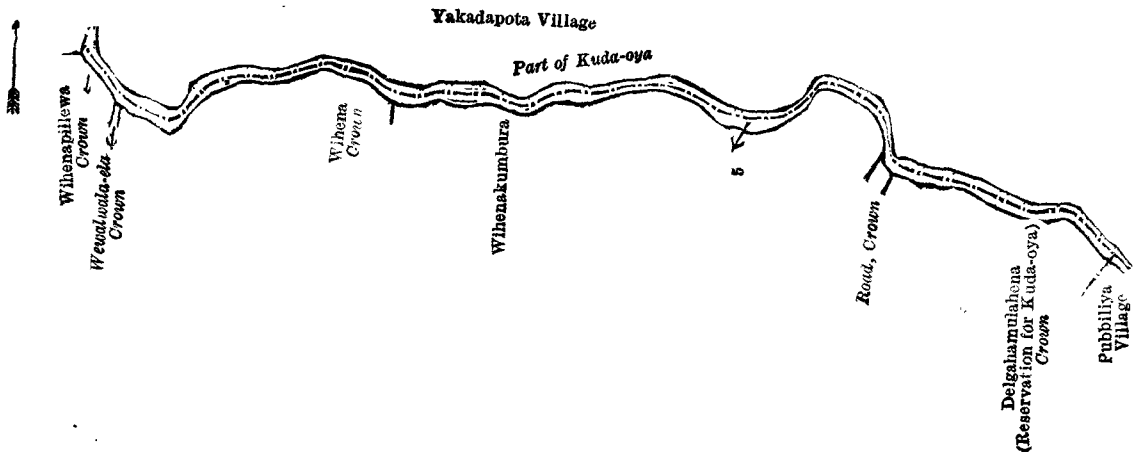 Yakadapota Village
Part of Kuda-oya
Wihenapillewa
Crown
Wewalwala-ela
Crown
Wihena
Crown
Wihenakumbura
5
Road, Crown
Delgahamulahena
(Reservation for Kuda-oya)
Crown
Pubbiliya
Village